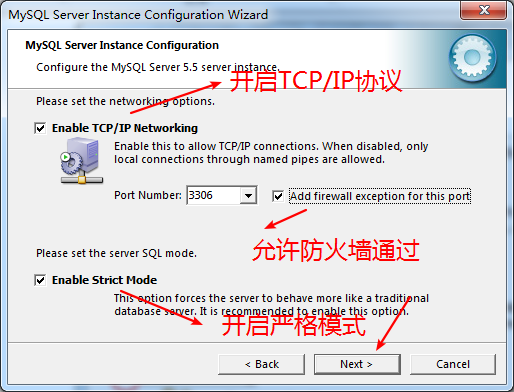 MySQL Server Instance Configuration Wizard
MySQL Server Instance Configuration
Configure the MySQL Server 5.5 server instance.
开启TCP/IP协议
Please set the networking options.
Enable TCP/IP Networking
Enable this to allow TCP/IP connections. When disabled, only
local connections through named pipes are allowed.
Port Number: 3306 Add firewall exception for this port
允许防火墙通过
Please set the server SQL mode.
Enable Strict Mode
This option forces the server to behave more like a traditional
database server. It is recommended to enable this option.
开启严格模式
< Back Next > Cancel